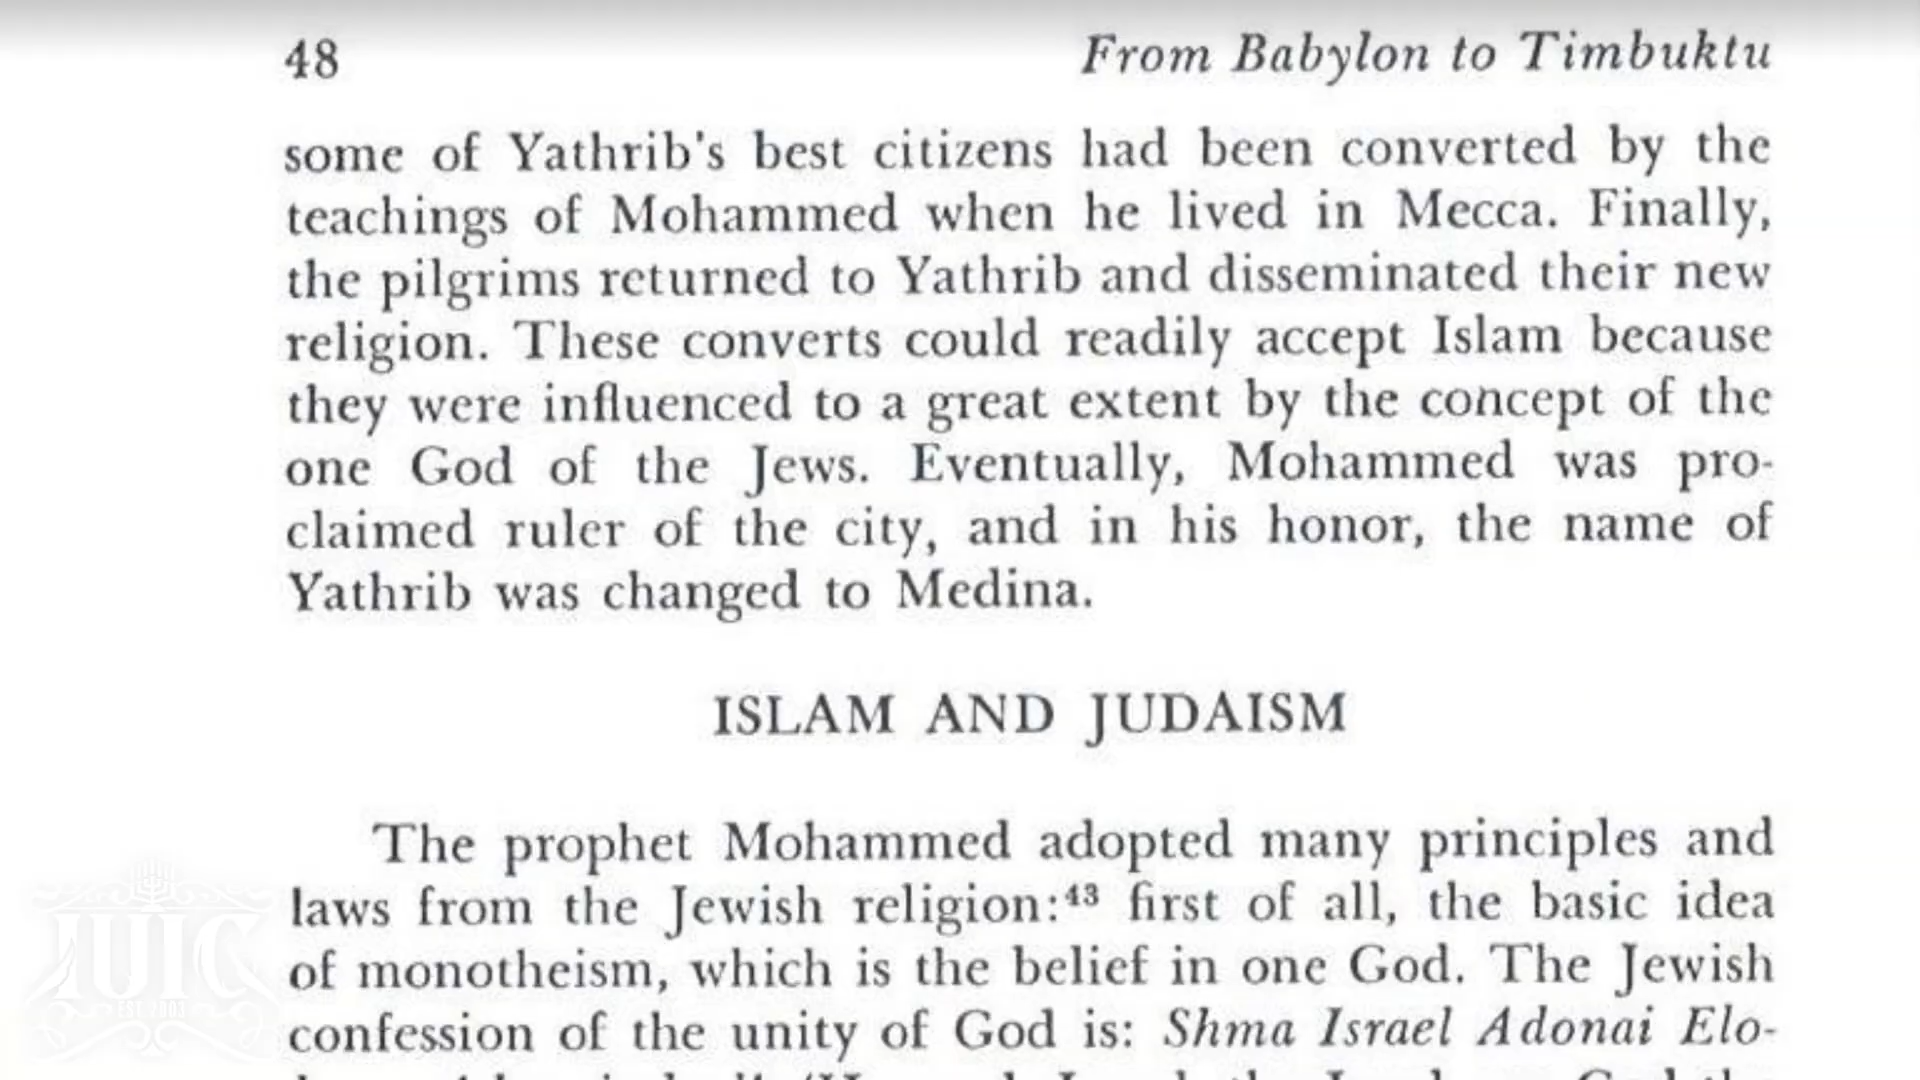 48 From Babylon to Timbuktu
some of Yathrib's best citizens had been converted by the
teachings of Mohammed when he lived in Mecca. Finally,
the pilgrims returned to Yathrib and disseminated their new
religion. These converts could readily accept Islam because
they were influenced to a great extent by the concept of the
one God of the Jews. Eventually, Mohammed was pro-
claimed ruler of the city, and in his honor, the name of
Yathrib was changed to Medina.
ISLAM AND JUDAISM
The prophet Mohammed adopted many principles and
laws from the Jewish religion:⁴³ first of all, the basic idea
of monotheism, which is the belief in one God. The Jewish
confession of the unity of God is: Shma Israel Adonai Elo-
IUIC
EST. 2003